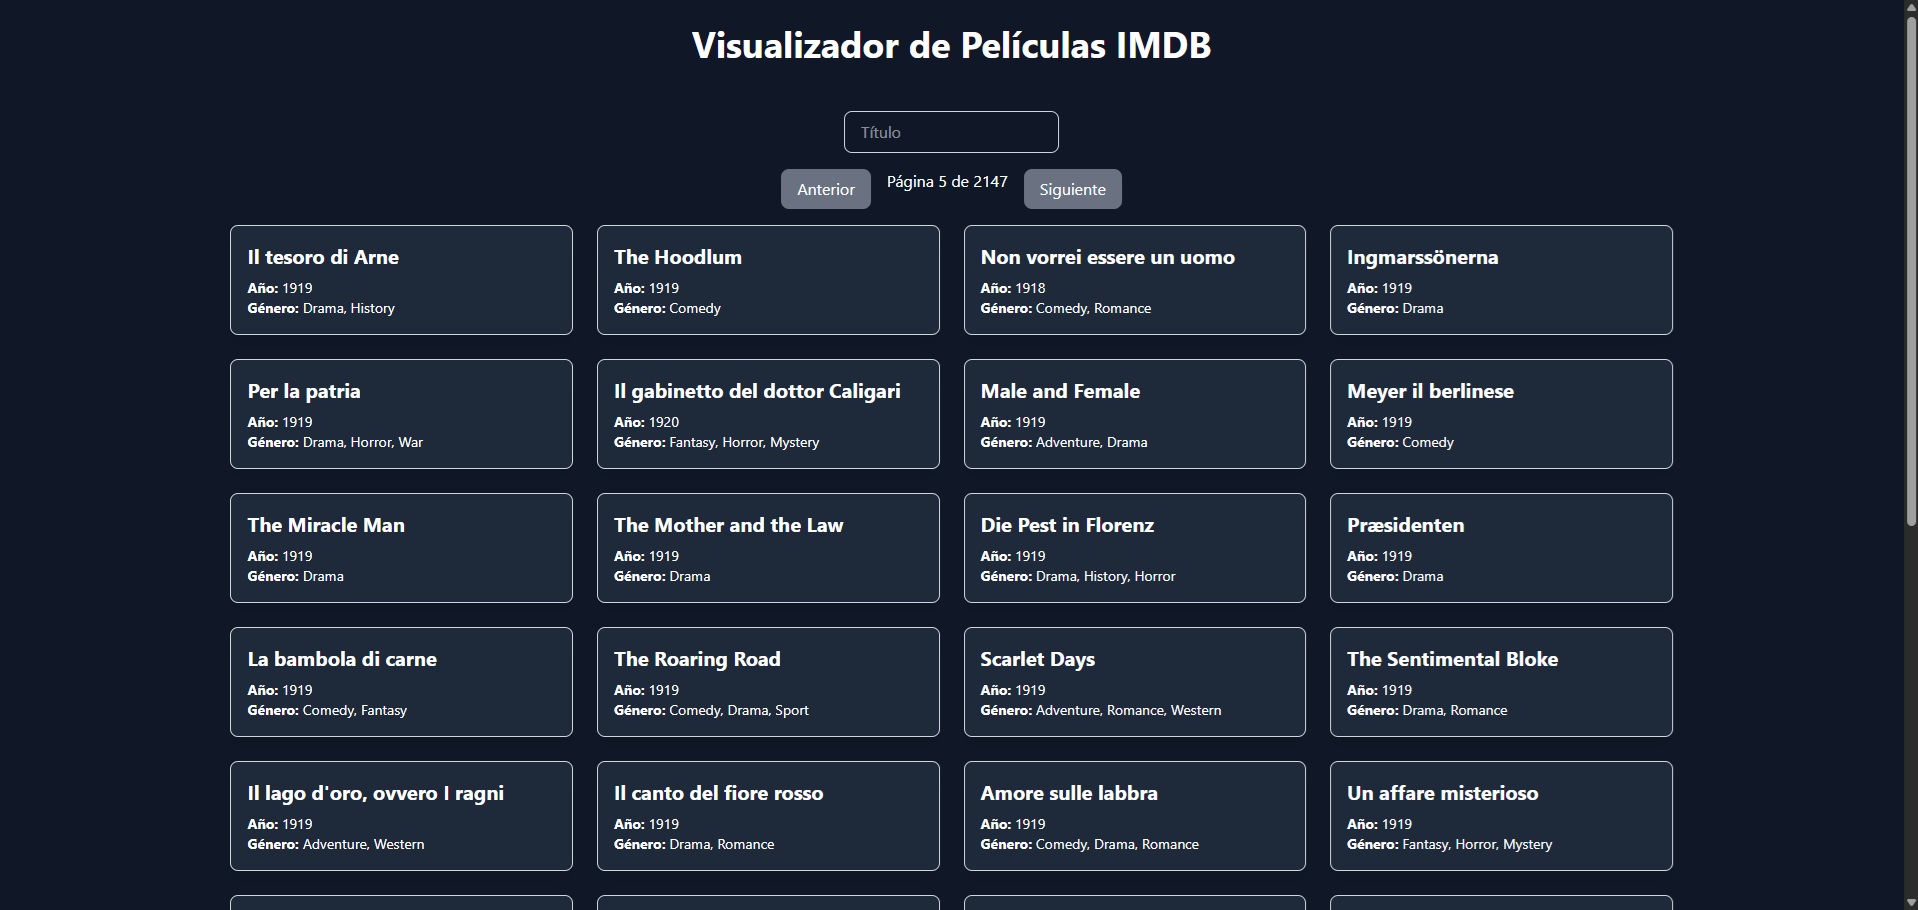 Visualizador de Películas IMDB
Título
Anterior
Página 5 de 2147
Siguiente
Il tesoro di Arne
Año: 1919
Género: Drama, History
The Hoodlum
Año: 1919
Género: Comedy
Non vorrei essere un uomo
Año: 1918
Género: Comedy, Romance
Ingmarssönerna
Año: 1919
Género: Drama
Per la patria
Año: 1919
Género: Drama, Horror, War
Il gabinetto del dottor Caligari
Año: 1920
Género: Fantasy, Horror, Mystery
Male and Female
Año: 1919
Género: Adventure, Drama
Meyer il berlinese
Año: 1919
Género: Comedy
The Miracle Man
Año: 1919
Género: Drama
The Mother and the Law
Año: 1919
Género: Drama
Die Pest in Florenz
Año: 1919
Género: Drama, History, Horror
Præsidenten
Año: 1919
Género: Drama
La bambola di carne
Año: 1919
Género: Comedy, Fantasy
The Roaring Road
Año: 1919
Género: Comedy, Drama, Sport
Scarlet Days
Año: 1919
Género: Adventure, Romance, Western
The Sentimental Bloke
Año: 1919
Género: Drama, Romance
Il lago d'oro, ovvero I ragni
Año: 1919
Género: Adventure, Western
Il canto del fiore rosso
Año: 1919
Género: Drama, Romance
Amore sulle labbra
Año: 1919
Género: Comedy, Drama, Romance
Un affare misterioso
Año: 1919
Género: Fantasy, Horror, Mystery